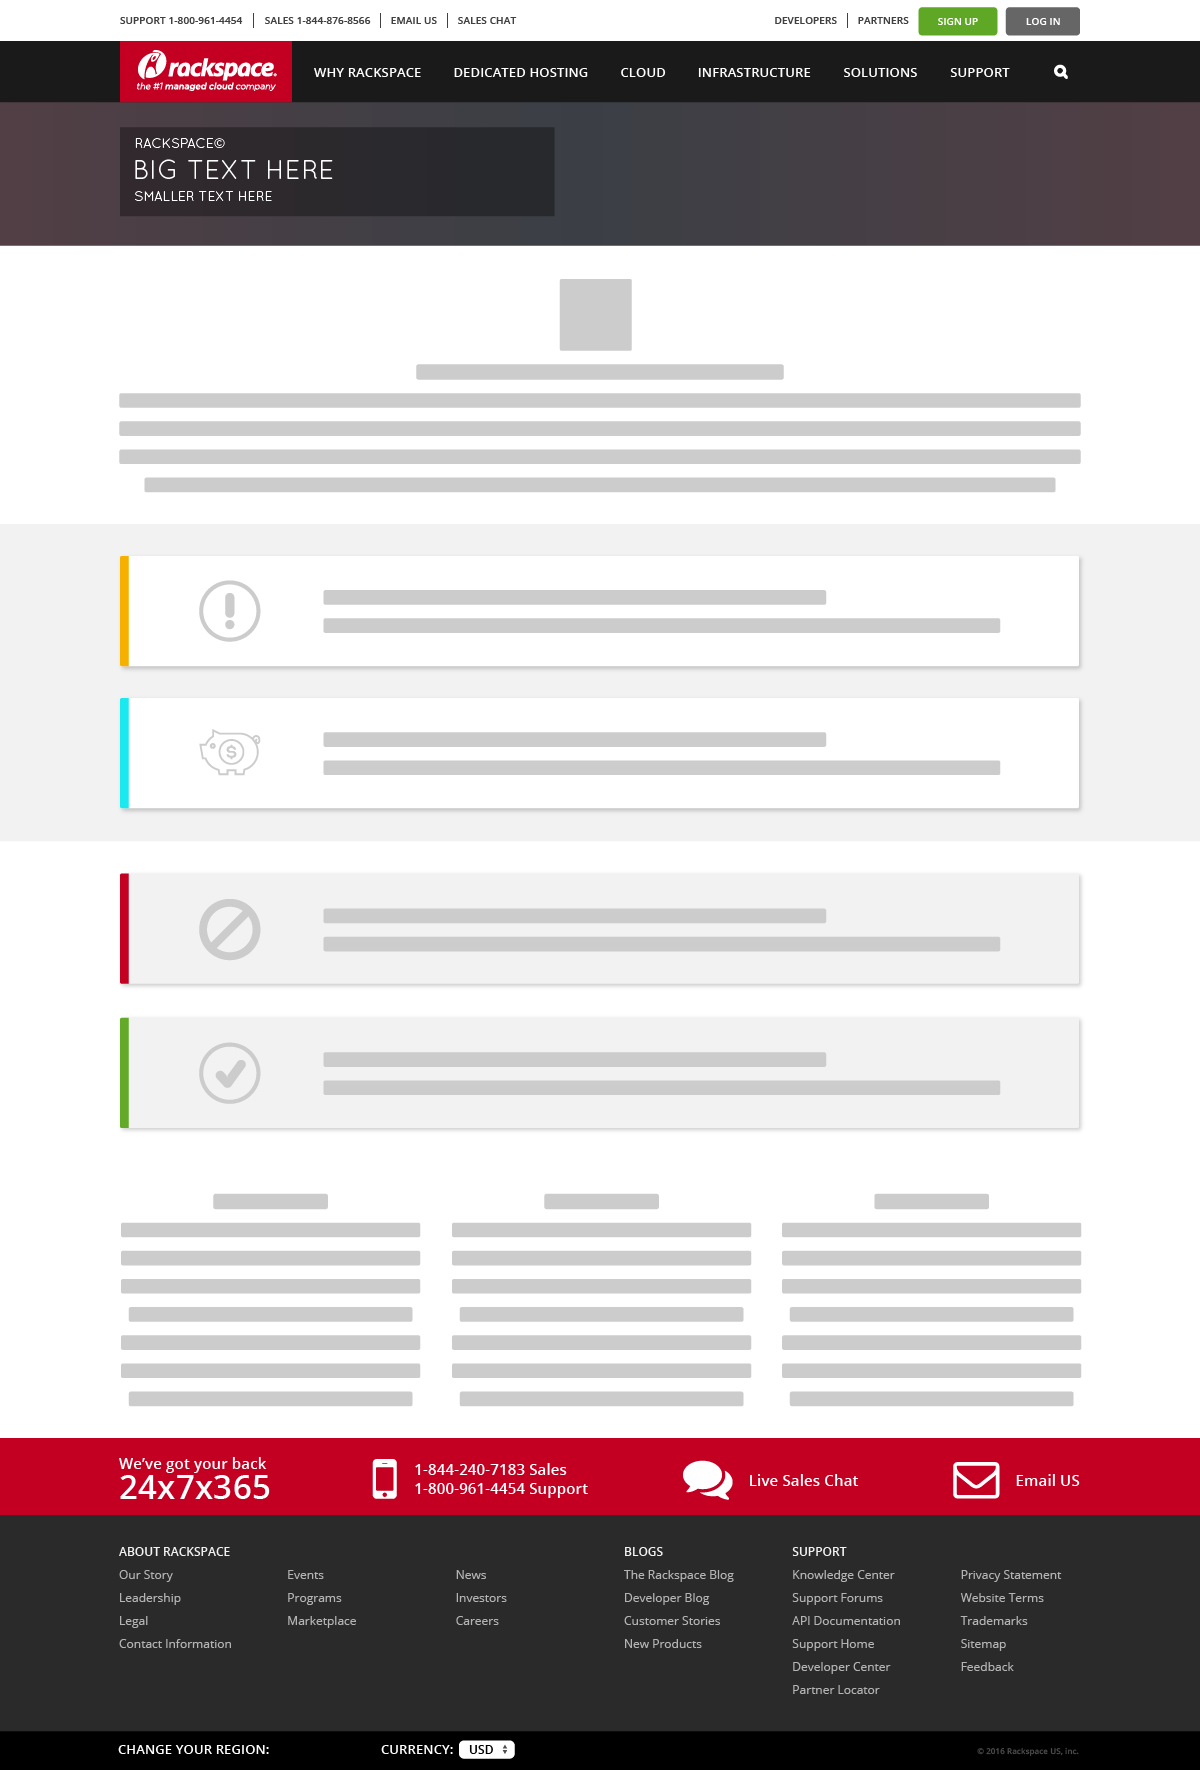 SUPPORT 1-800-961-4454
SALES 1-844-876-8566
EMAIL US
SALES CHAT
DEVELOPERS
PARTNERS
SIGN UP
LOG IN
rackspace.
the #1 managed cloud company
WHY RACKSPACE
DEDICATED HOSTING
CLOUD
INFRASTRUCTURE
SOLUTIONS
SUPPORT
RACKSPACE©
BIG TEXT HERE
SMALLER TEXT HERE
$
We've got your back
24x7x365
1-844-240-7183 Sales
1-800-961-4454 Support
Live Sales Chat
Email US
ABOUT RACKSPACE
Our Story
Leadership
Legal
Contact Information
Events
Programs
Marketplace
News
Investors
Careers
BLOGS
The Rackspace Blog
Developer Blog
Customer Stories
New Products
SUPPORT
Knowledge Center
Support Forums
API Documentation
Support Home
Developer Center
Partner Locator
Privacy Statement
Website Terms
Trademarks
Sitemap
Feedback
CHANGE YOUR REGION:
CURRENCY: USD
© 2016 Rackspace US, Inc.